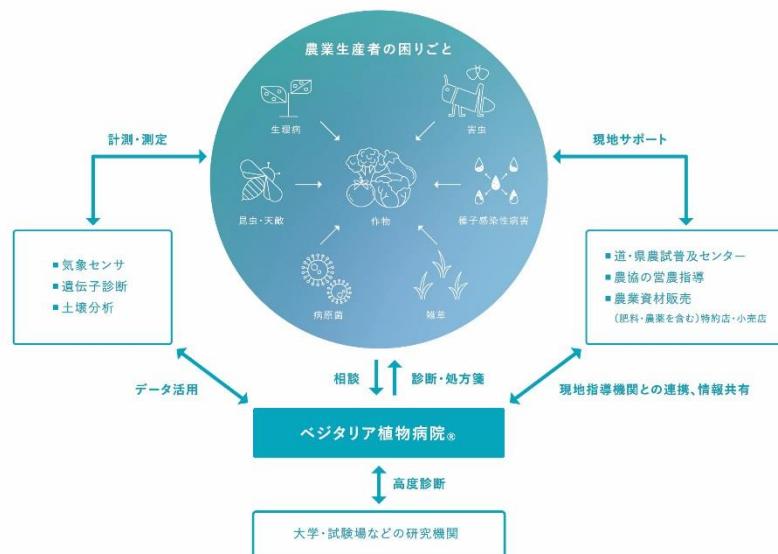 農業生産者の困りごと
生理病
害虫
計測・測定
現地サポート
昆虫・天敵
作物
種子感染性病害
■気象センサ
■遺伝子診断
■土壌分析
■道・県農試普及センター
■農協の営農指導
■農業資材販売
（肥料・農薬を含む）特約店・小売店
病原菌
雑草
相談
診断・処方箋
データ活用
現地指導機関との連携、情報共有
ベジタリア植物病院®
高度診断
大学・試験場などの研究機関